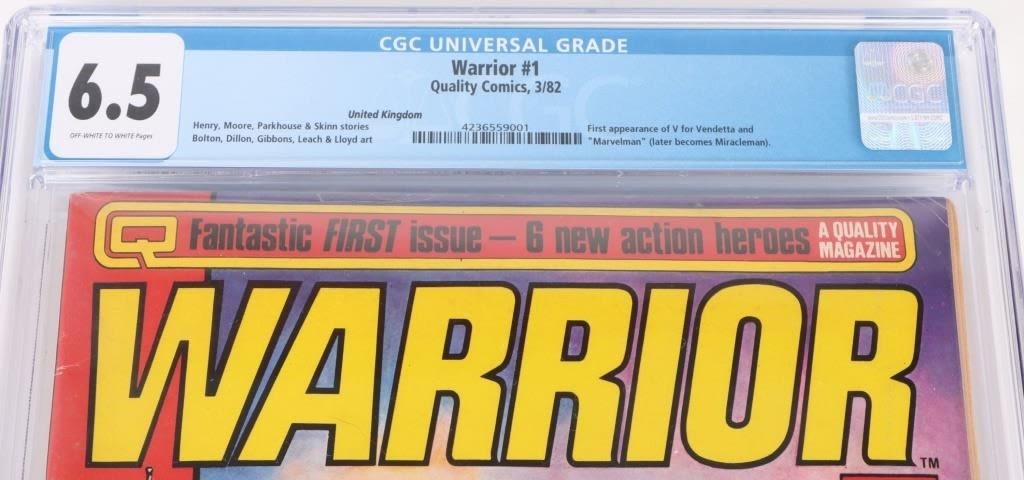 CGC UNIVERSAL GRADE
6.5
OFF-WHITE TO WHITE Pages
Warrior #1
Quality Comics, 3/82
United Kingdom
Henry, Moore, Parkhouse & Skinn stories
Bolton, Dillon, Gibbons, Leach & Lloyd art
4236559001
First appearance of V for Vendetta and
"Marvelman" (later becomes Miracleman).
CGC
Q Fantastic FIRST issue – 6 new action heroes
A QUALITY
MAGAZINE
WARRIOR
TM